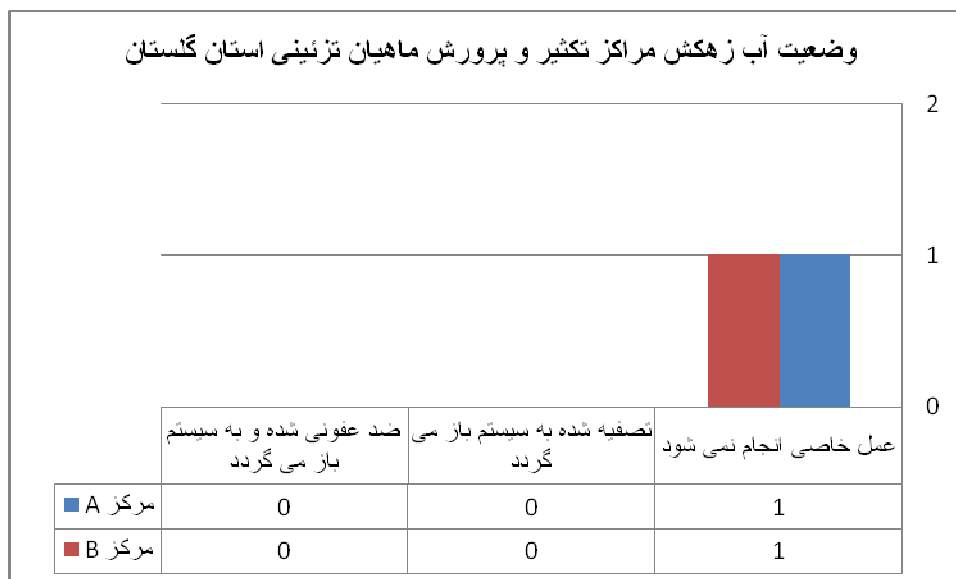 وضعیت آب زهکش مراکز تکثیر و پرورش ماهیان تزئینی استان گلستان
2
1
0
عمل خاصی انجام نمی شود
تصفیه شده به سیستم باز می
گردد
ضد عفونی شده و به سیستم
باز می گردد
مرکز A 0 0 1
مرکز B 0 0 1